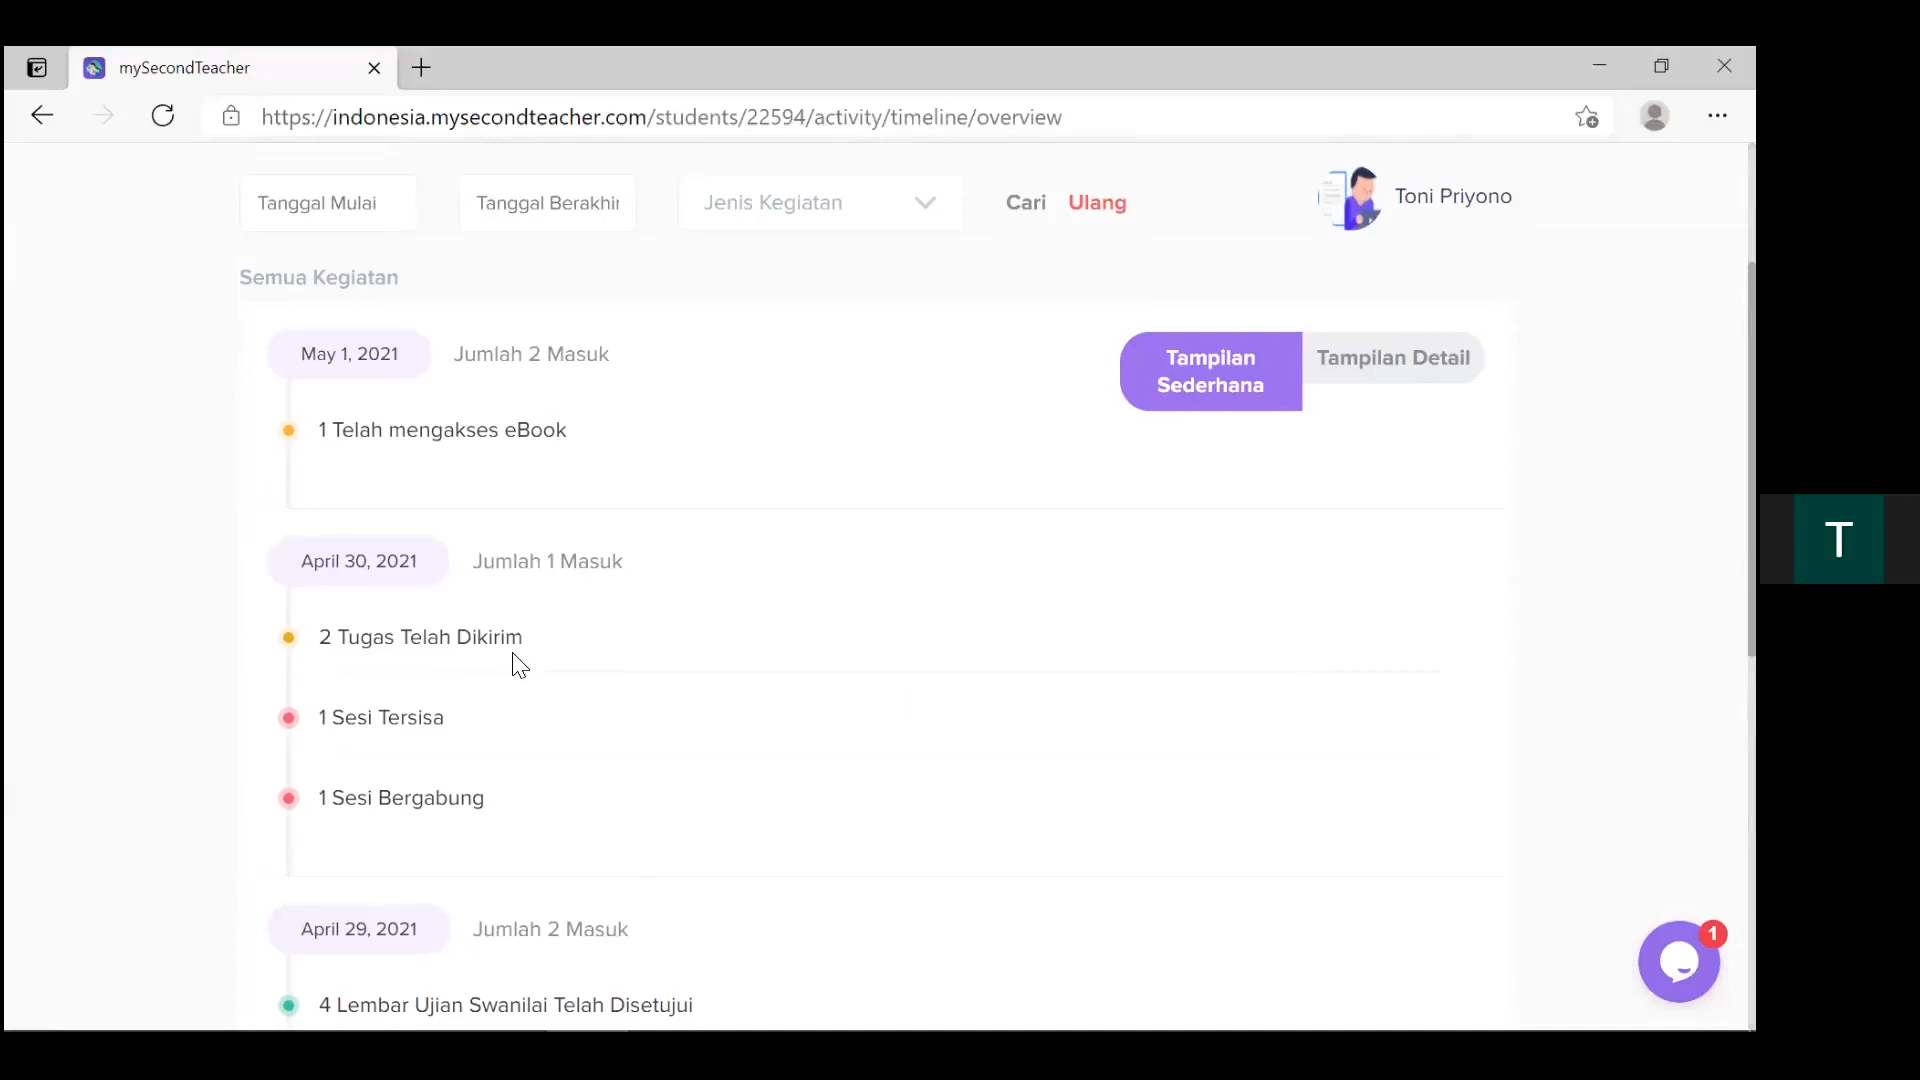 mySecondTeacher
https://indonesia.mysecondteacher.com/students/22594/activity/timeline/overview
Tanggal Mulai
Tanggal Berakhir
Jenis Kegiatan
Cari
Ulang
Toni Priyono
Semua Kegiatan
May 1, 2021
Jumlah 2 Masuk
Tampilan
Sederhana
Tampilan Detail
1 Telah mengakses eBook
April 30, 2021
Jumlah 1 Masuk
2 Tugas Telah Dikirim
1 Sesi Tersisa
1 Sesi Bergabung
April 29, 2021
Jumlah 2 Masuk
4 Lembar Ujian Swanilai Telah Disetujui
1
T